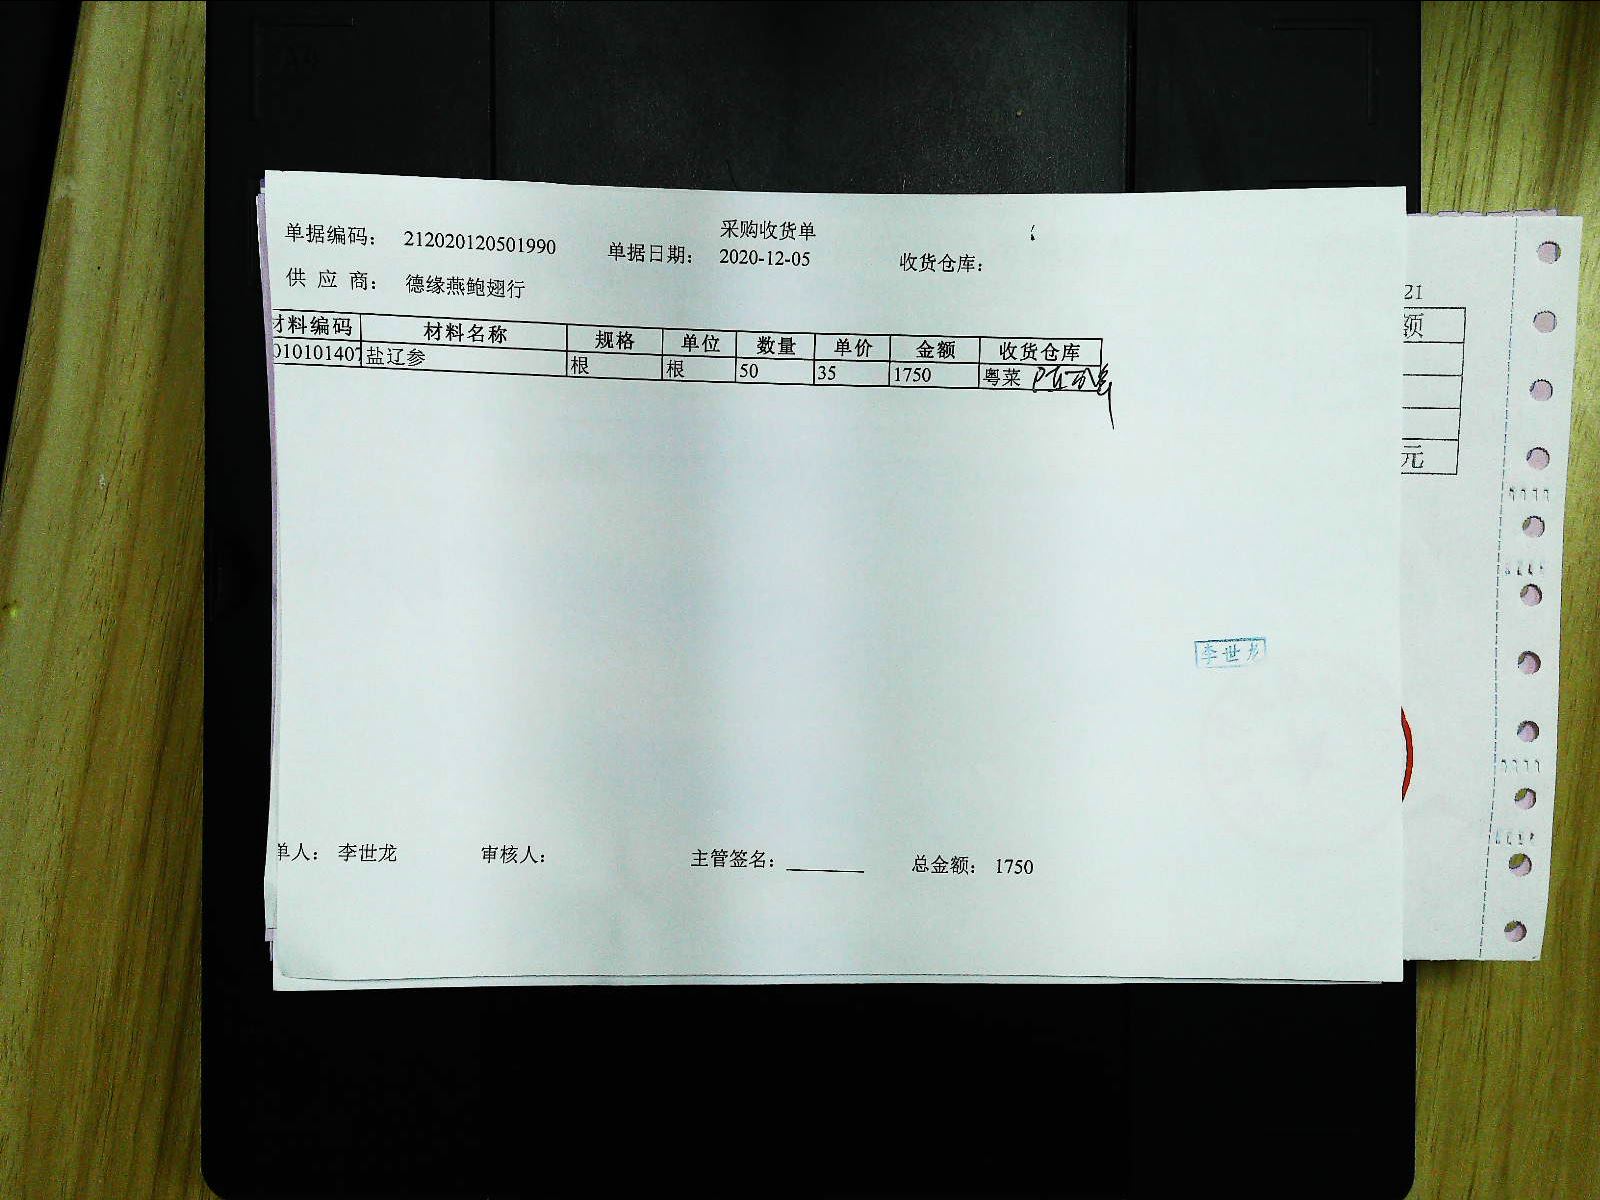 采购收货单
单据编码： 212020120501990 单据日期： 2020-12-05 收货仓库：
供 应 商： 德缘燕鲍翅行
材料编码 材料名称 规格 单位 数量 单价 金额 收货仓库
010101407 盐辽参 根 根 50 35 1750 粤菜
李世龙
单人： 李世龙 审核人： 主管签名： 总金额： 1750
21
额
元